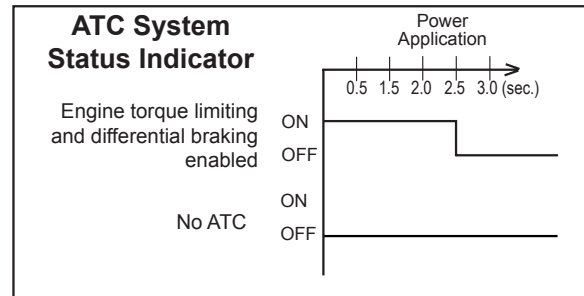 ATC System
Status Indicator
Power
Application
0.5 1.5 2.0 2.5 3.0 (sec.)
Engine torque limiting
and differential braking
enabled
ON
OFF
No ATC
ON
OFF